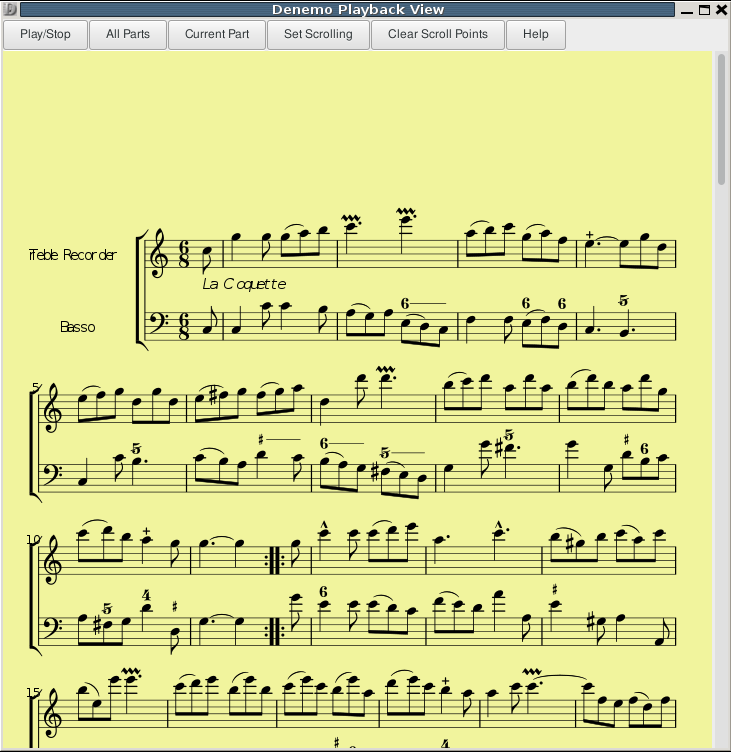 Denemo Playback View
Play/Stop All Parts Current Part Set Scrolling Clear Scroll Points Help
Treble Recorder
6 8
La Coquette
6 6 6 5
Basso
6 8
5
5 # 6 5 5 # 6
10
5 4 # 6 #
15
# 6 4